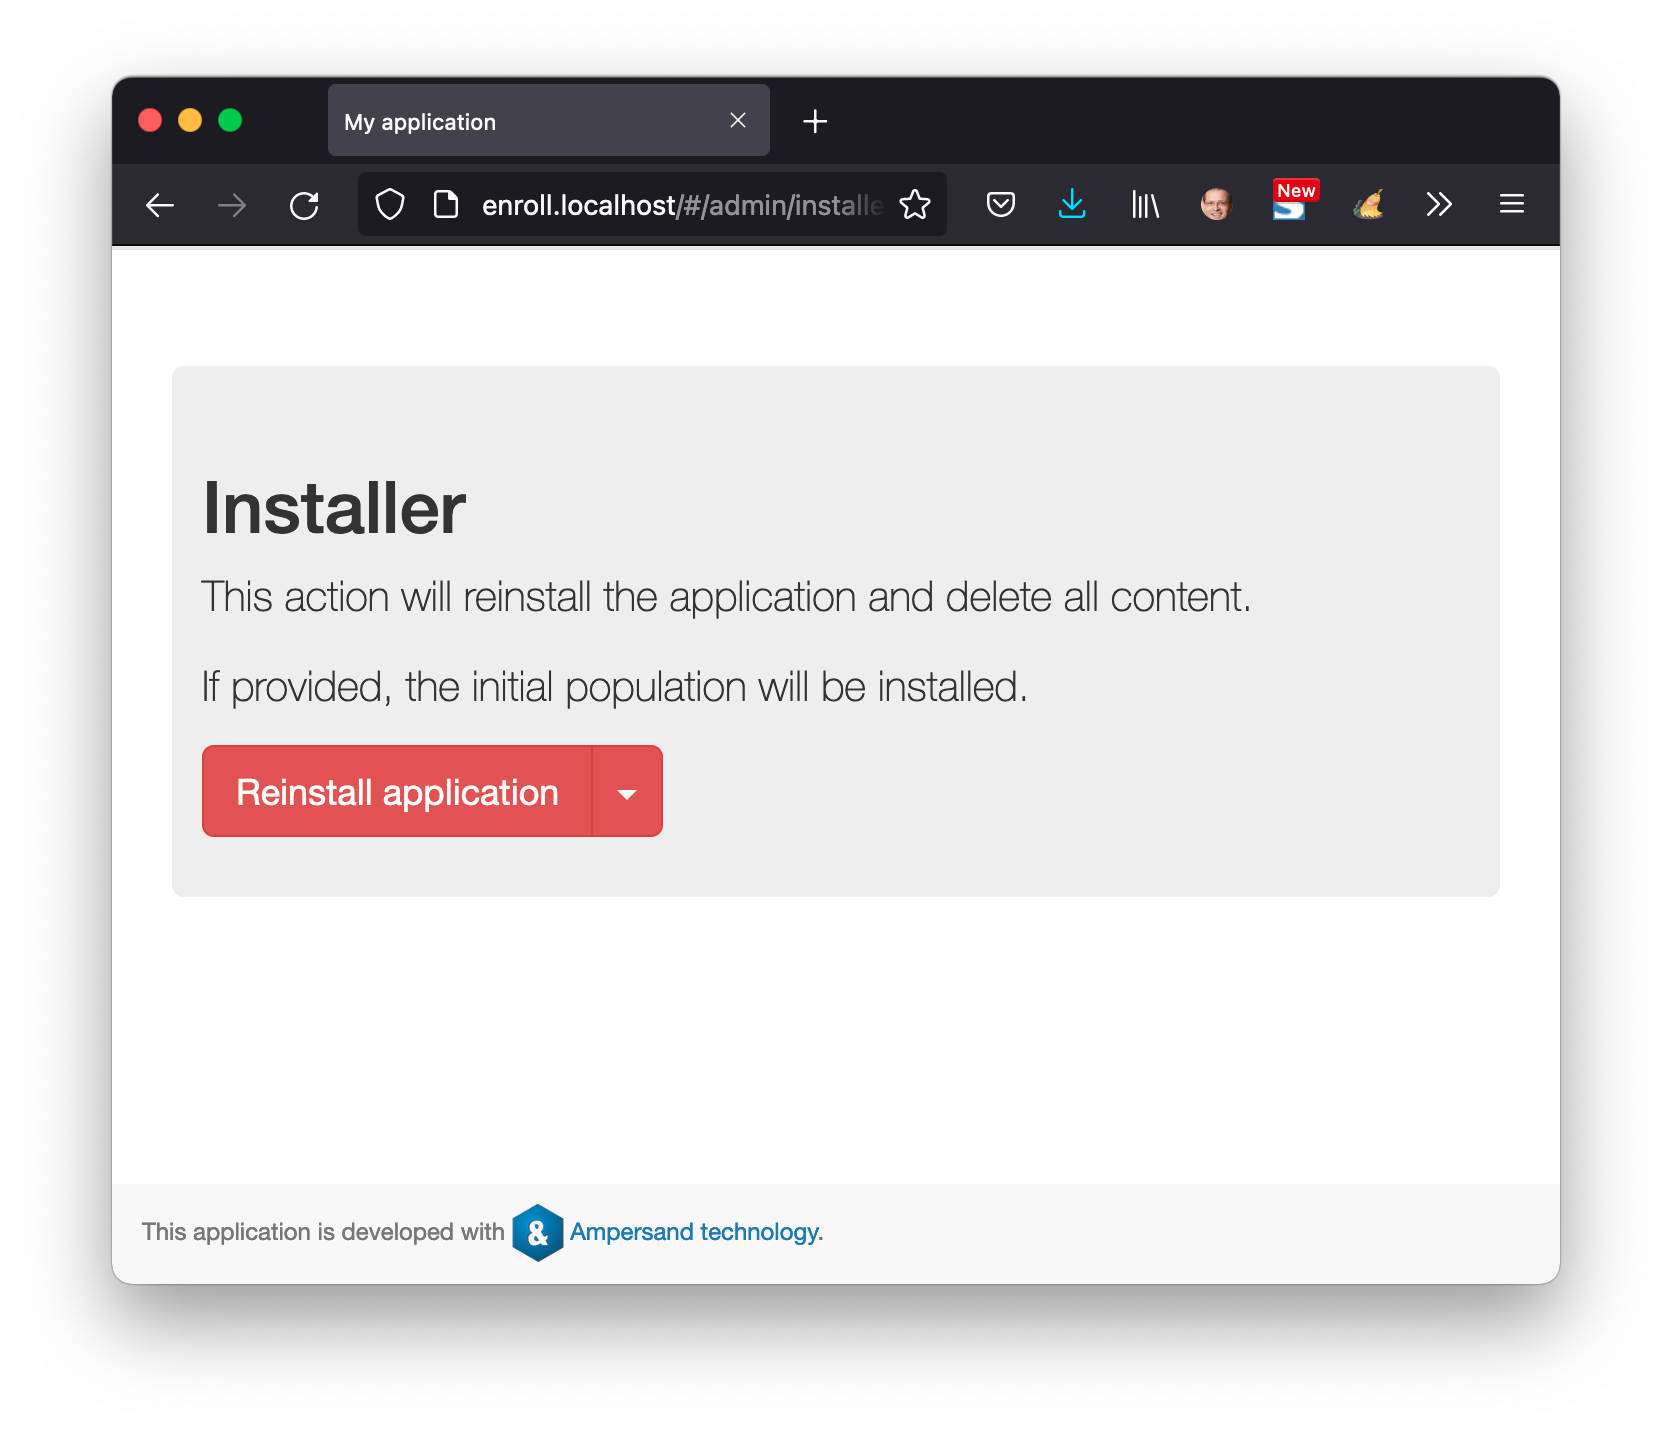 My application
enroll.localhost/#/admin/installe
New
Installer
This action will reinstall the application and delete all content.
If provided, the initial population will be installed.
Reinstall application
This application is developed with & Ampersand technology.